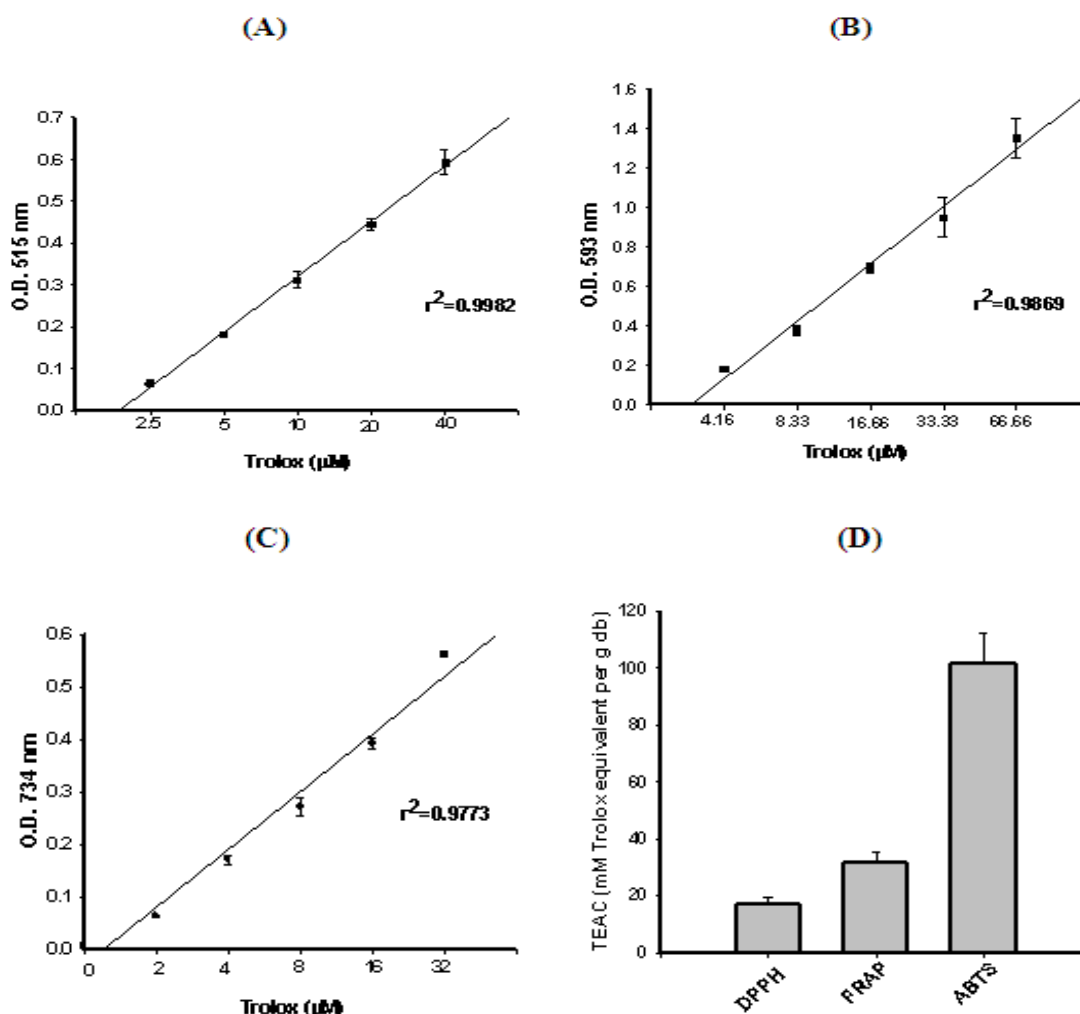 (A)
0.7
0.6
0.5
0.4
0.3
0.2
0.1
0.0
O.D. 515 nm
r2=0.9982
2.5 5 10 20 40
Trolox (µM)
(B)
1.6
1.4
1.2
1.0
0.8
0.6
0.4
0.2
0.0
O.D. 593 nm
r2=0.9869
4.16 8.33 16.66 33.33 66.66
Trolox (µM)
(C)
0.6
0.5
0.4
0.3
0.2
0.1
0.0
O.D. 734 nm
r2=0.9773
0 2 4 8 16 32
Trolox (µM)
(D)
120
100
80
60
40
20
0
TEAC (mM Trolox equivalent per g db)
DPPH FRAP ABTS